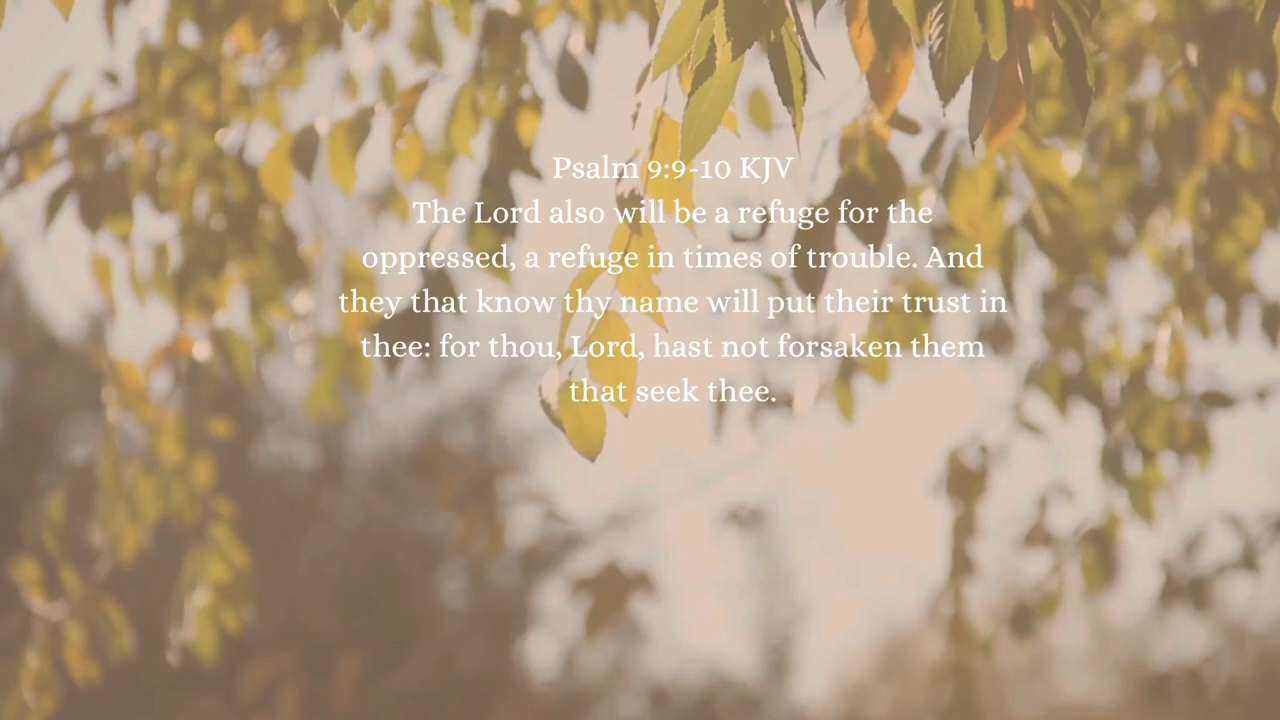 Psalm 9:9-10 KJV
The Lord also will be a refuge for the
oppressed, a refuge in times of trouble. And
they that know thy name will put their trust in
thee: for thou, Lord, hast not forsaken them
that seek thee.